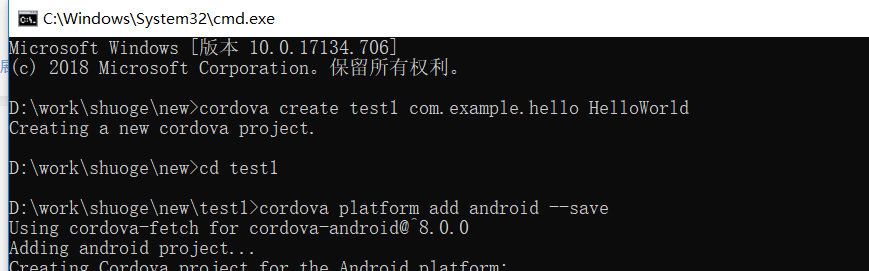 C:\Windows\System32\cmd.exe
Microsoft Windows [版本 10.0.17134.706]
(c) 2018 Microsoft Corporation。保留所有权利。
D:\work\shuoge\new>cordova create test1 com.example.hello HelloWorld
Creating a new cordova project.
D:\work\shuoge\new>cd test1
D:\work\shuoge\new\test1>cordova platform add android --save
Using cordova-fetch for cordova-android@^8.0.0
Adding android project...
Creating Cordova project for the Android platform: